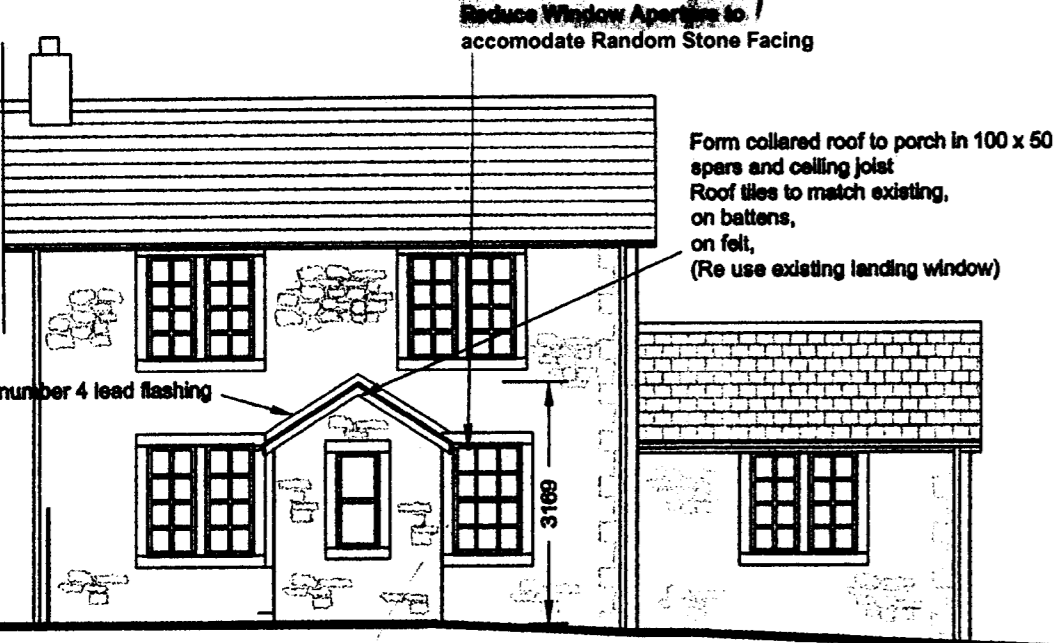 Reduce Window Aperture to
accomodate Random Stone Facing
Form collared roof to porch in 100 x 50
spars and ceiling joist
Roof tiles to match existing,
on battens,
on felt,
(Re use existing landing window)
number 4 lead flashing
3169